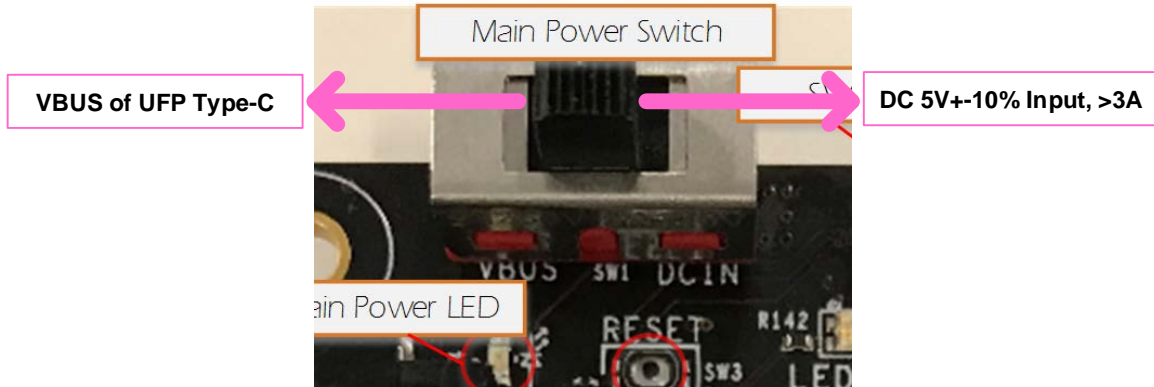 Main Power Switch
VBUS of UFP Type-C
DC 5V+-10% Input, >3A
VBUS
SW1
DCIN
ain Power LED
RESET
R142
SW3
LED